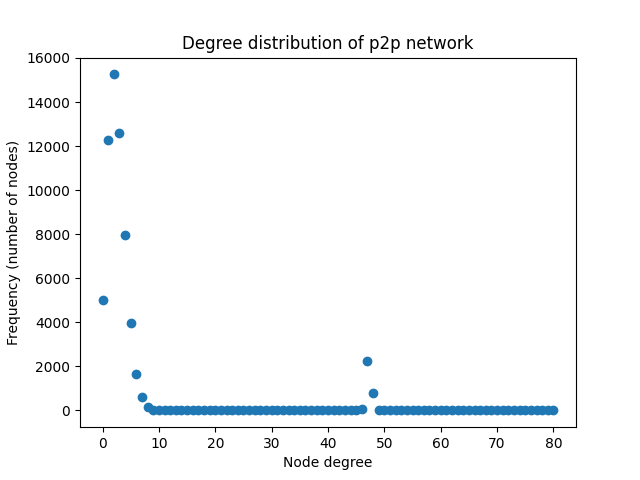 Degree distribution of p2p network
16000
14000
12000
10000
8000
6000
4000
2000
0
Frequency (number of nodes)
0 10 20 30 40 50 60 70 80
Node degree